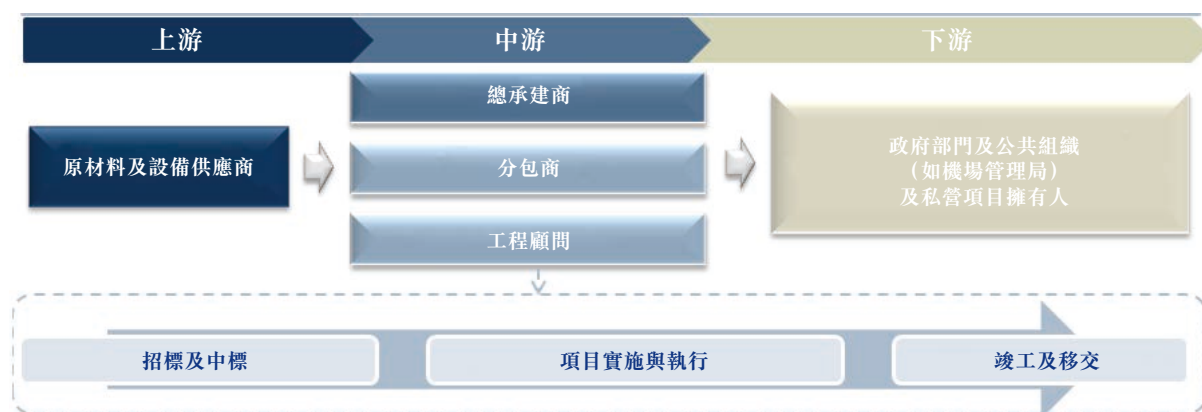 上游
中游
下游
原材料及設備供應商
總承建商
分包商
工程顧問
政府部門及公共組織
(如機場管理局)
及私營項目擁有人
招標及中標
項目實施與執行
竣工及移交